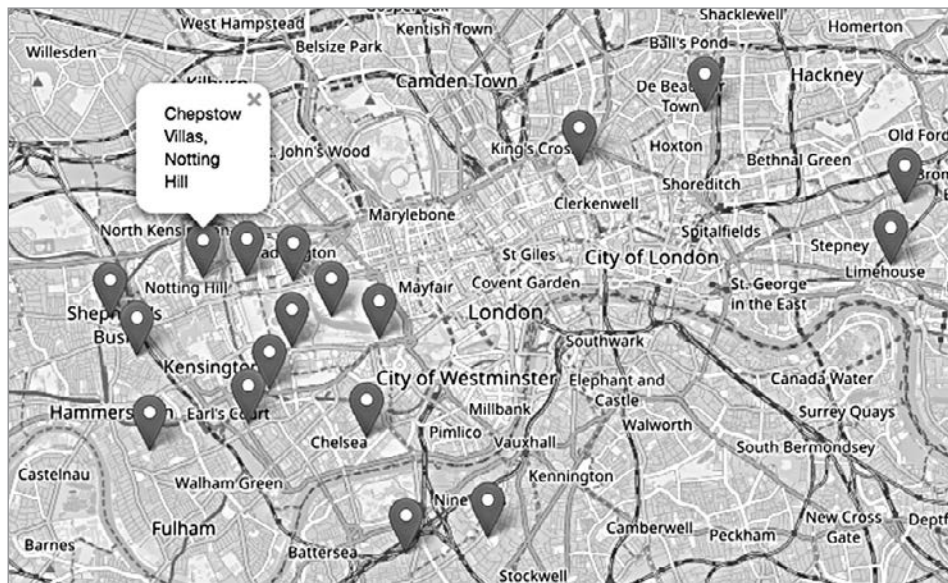 Shacklewell
West Hampstead
Kentish Town
Homerton
Willesden
Belsize Park
Ball's Pond
Camden Town
Hackney
Chepstow
Villas,
Notting
Hill
Town
King's Cross
Hoxton
Old Ford
St. John's Wood
Bethnal Green
Shoreditch
Clerkenwell
Marylebone
North Kensington
Spitalfields
Stepney
St Giles
City of London
Limehouse
Notting Hill
Mayfair
Covent Garden
St. George
in the East
London
Southwark
Kensington
City of Westminster
Elephant and
Castle
Canada Water
Hammersmith
Earl's Court
Millbank
Surrey Quays
Chelsea
Pimlico
Walworth
Vauxhall
South Bermondsey
Castelnau
Walham Green
Kennington
Fulham
Camberwell
Peckham
New Cross
Gate
Barnes
Battersea
Stockwell